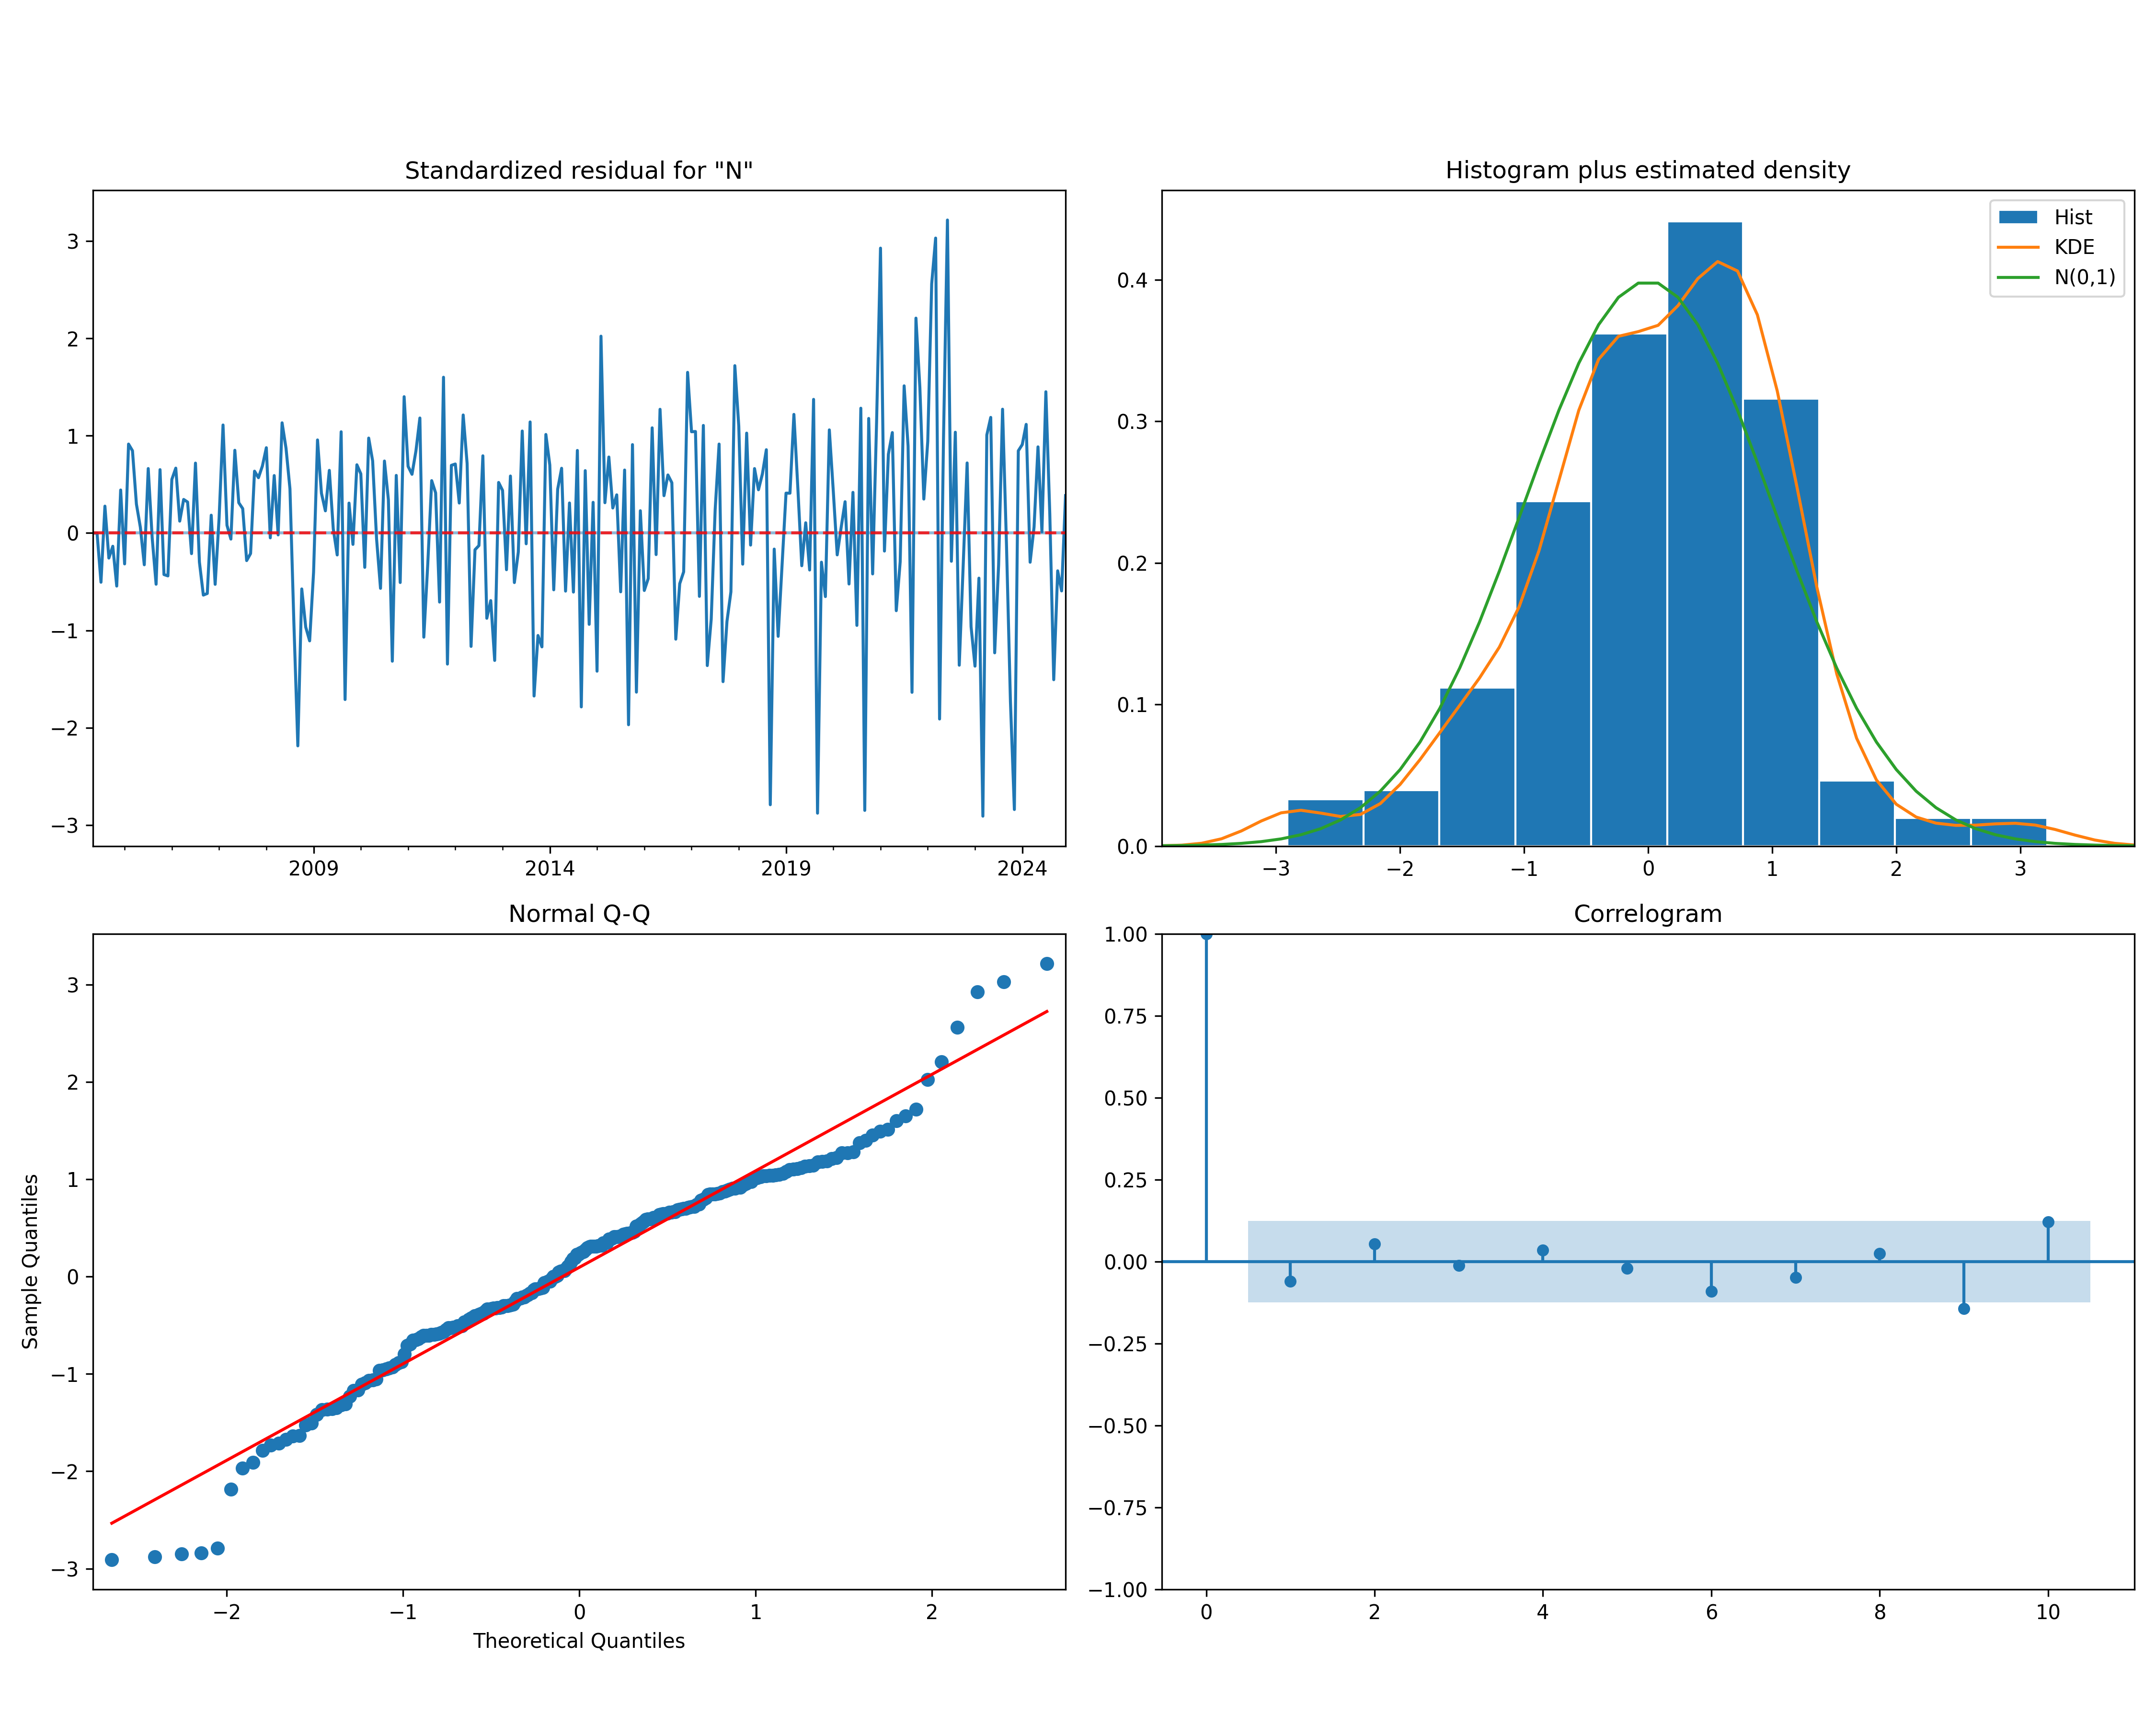 Standardized residual for "N"
3
2
1
0
−1
−2
−3
2009 2014 2019 2024
Histogram plus estimated density
Hist
KDE
N(0,1)
0.4
0.3
0.2
0.1
0.0
−3 −2 −1 0 1 2 3
Normal Q-Q
Sample Quantiles
3
2
1
0
−1
−2
−3
−2 −1 0 1 2
Theoretical Quantiles
Correlogram
1.00
0.75
0.50
0.25
0.00
−0.25
−0.50
−0.75
−1.00
0 2 4 6 8 10